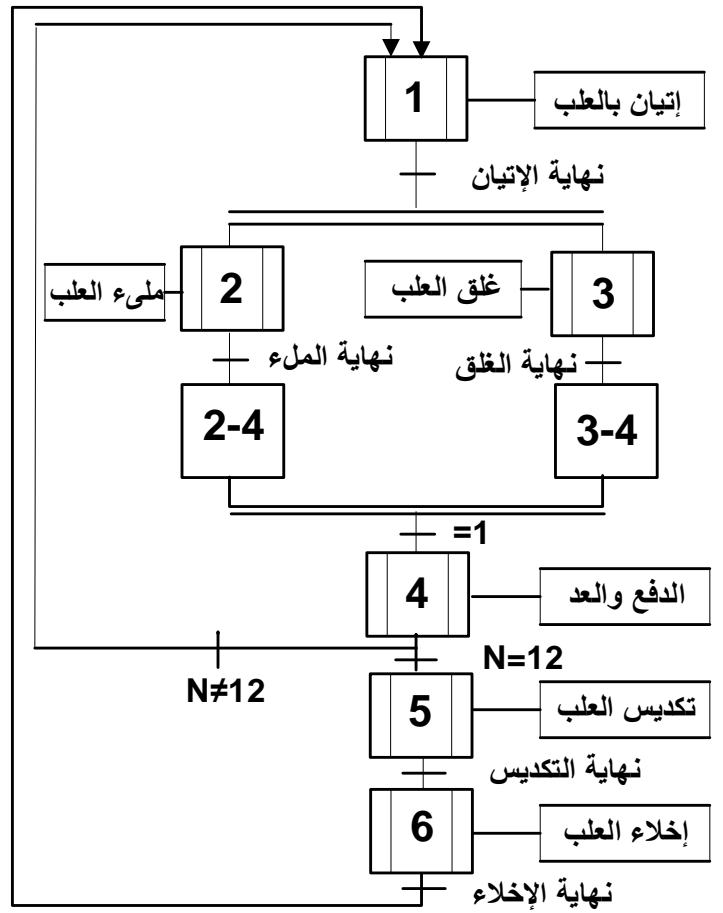 1
إتيان بالعلب
نهاية الإتيان
ملىء العلب
2
غلق العلب
3
نهاية الملء
نهاية الغلق
2-4
3-4
=1
4
الدفع والعد
N≠12
N=12
5
تكديس العلب
نهاية التكديس
6
إخلاء العلب
نهاية الإخلاء